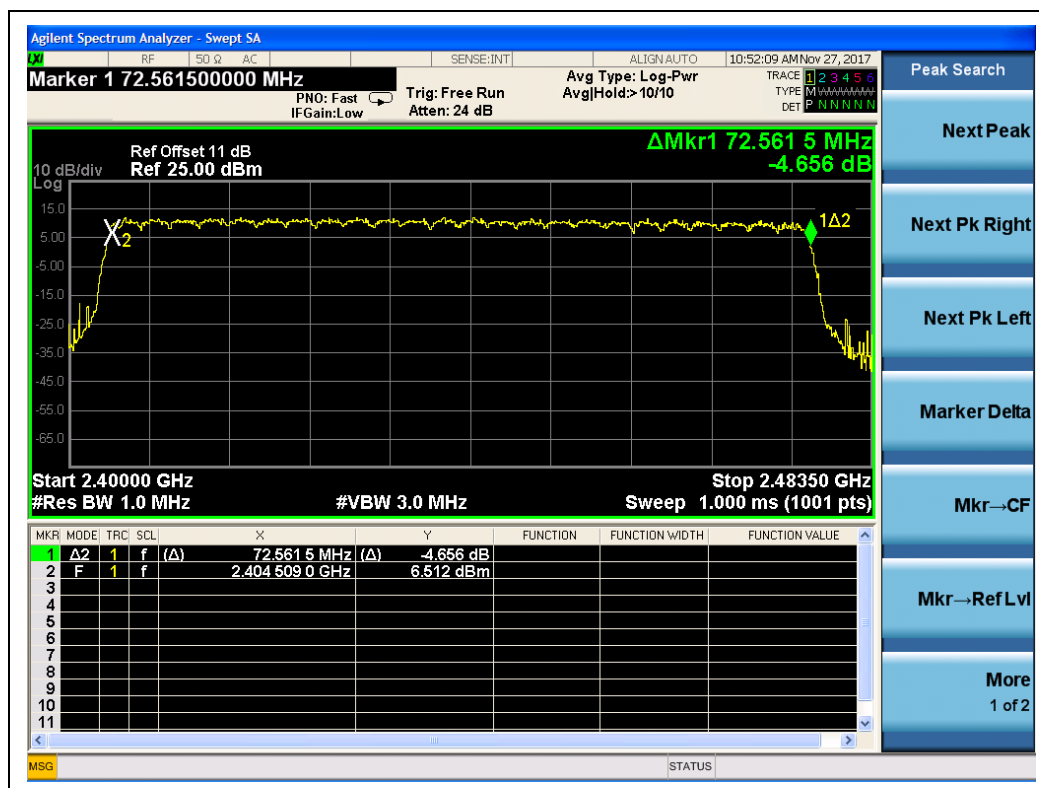 Agilent Spectrum Analyzer - Swept SA
LXI RF 50 Ω AC SENSE:INT ALIGN AUTO 10:52:09 AM Nov 27, 2017
Marker 1 72.561500000 MHz
PNO: Fast
IFGain:Low
Trig: Free Run
Atten: 24 dB
Avg Type: Log-Pwr
Avg|Hold:>10/10
TRACE 1 2 3 4 5 6
TYPE M
DET P N N N N N
Peak Search
Next Peak
Next Pk Right
Next Pk Left
Marker Delta
Mkr→CF
Mkr→Ref Lvl
More
1 of 2
ΔMkr1 72.561 5 MHz
-4.656 dB
Ref Offset 11 dB
10 dB/div Ref 25.00 dBm
Log
15.0
5.00
-5.00
-15.0
-25.0
-35.0
-45.0
-55.0
-65.0
2
1Δ2
Start 2.40000 GHz Stop 2.48350 GHz
#Res BW 1.0 MHz #VBW 3.0 MHz Sweep 1.000 ms (1001 pts)
MKR MODE TRC SCL X Y FUNCTION FUNCTION WIDTH FUNCTION VALUE
1 Δ2 1 f (Δ) 72.561 5 MHz (Δ) -4.656 dB
2 F 1 f 2.404 509 0 GHz 6.512 dBm
3
4
5
6
7
8
9
10
11
MSG STATUS